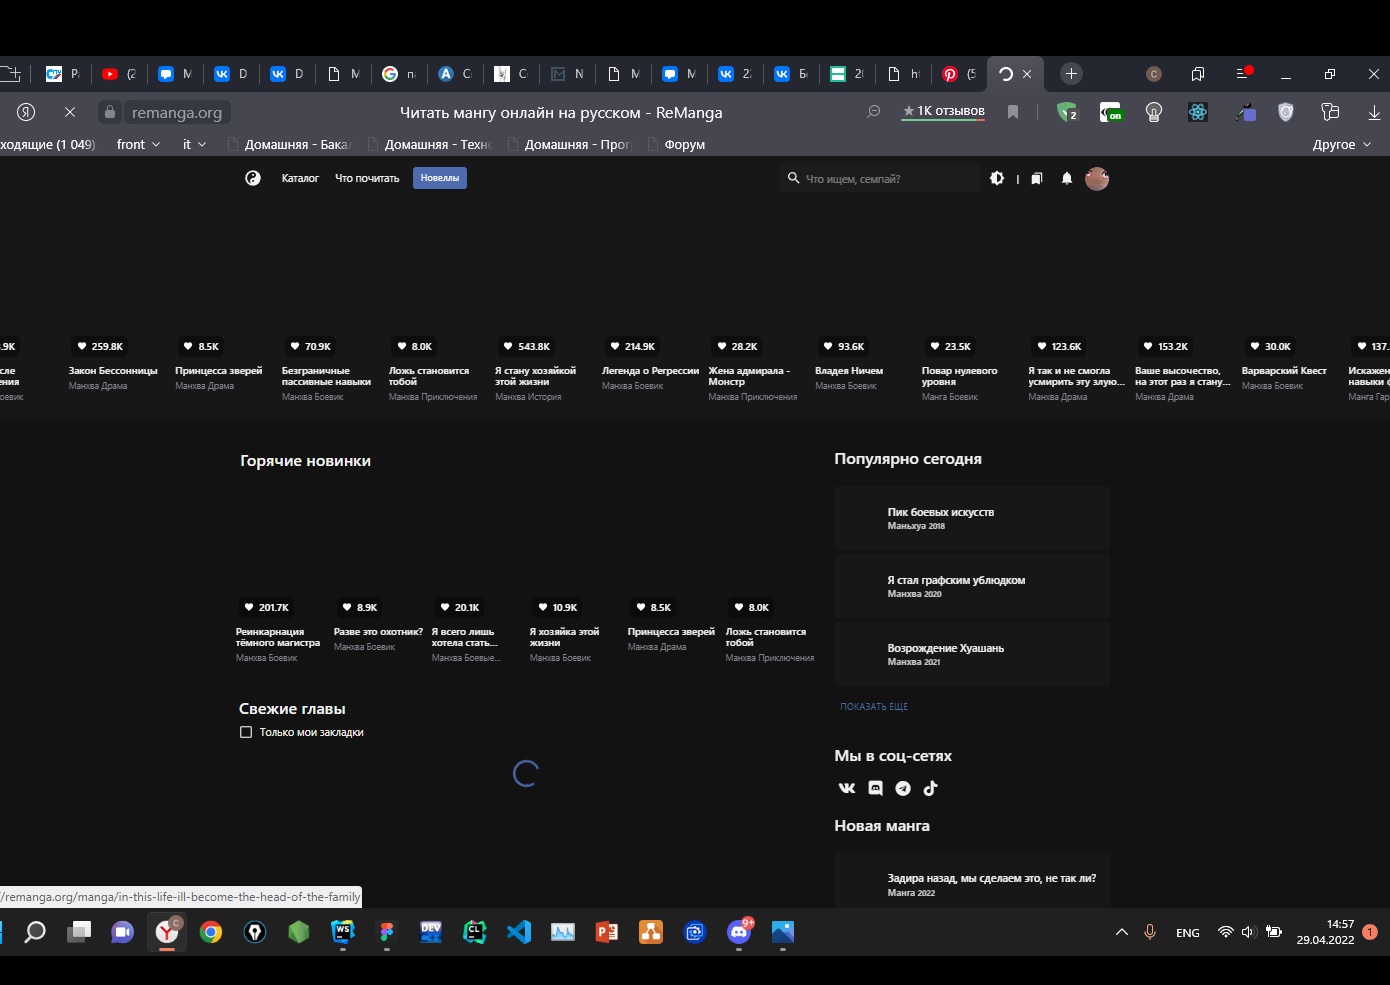 (2
M
D
D
M
M
N
M
M
2:
(5
remanga.org
Читать мангу онлайн на русском - ReManga
1K отзывов
2
on
ходящие (1 049)
front
it
Домашняя - Бака
Домашняя - Техн
Домашняя - Прог
Форум
Другое
Каталог
Что почитать
Новеллы
Что ищем, семпай?
.9K
259.8K
8.5K
70.9K
8.0K
543.8K
214.9K
28.2K
93.6K
23.5K
123.6K
153.2K
30.0K
137.
сле
ения
оевик
Закон Бессонницы
Манхва Драма
Принцесса зверей
Манхва Драма
Безграничные
пассивные навыки
Манхва Боевик
Ложь становится
тобой
Манхва Приключения
Я стану хозяйкой
этой жизни
Манхва История
Легенда о Регрессии
Манхва Боевик
Жена адмирала -
Монстр
Манхва Приключения
Владея Ничем
Манхва Боевик
Повар нулевого
уровня
Манга Боевик
Я так и не смогла
усмирить эту злую...
Манхва Драма
Ваше высочество,
на этот раз я стану...
Манхва Драма
Варварский Квест
Манхва Боевик
Искажен
навыки ф
Манга Гар
Горячие новинки
201.7K
8.9K
20.1K
10.9K
8.5K
8.0K
Реинкарнация
тёмного магистра
Манхва Боевик
Разве это охотник?
Манхва Боевик
Я всего лишь
хотела стать...
Манхва Боевые...
Я хозяйка этой
жизни
Манхва Боевик
Принцесса зверей
Манхва Драма
Ложь становится
тобой
Манхва Приключения
Свежие главы
Только мои закладки
Популярно сегодня
Пик боевых искусств
Маньхуа 2018
Я стал графским ублюдком
Манхва 2020
Возрождение Хуашань
Манхва 2021
ПОКАЗАТЬ ЕЩЕ
Мы в соц-сетях
Новая манга
Задира назад, мы сделаем это, не так ли?
Манга 2022
/remanga.org/manga/in-this-life-ill-become-the-head-of-the-family
WS
DEV
CL
9+
ENG
14:57
29.04.2022
1